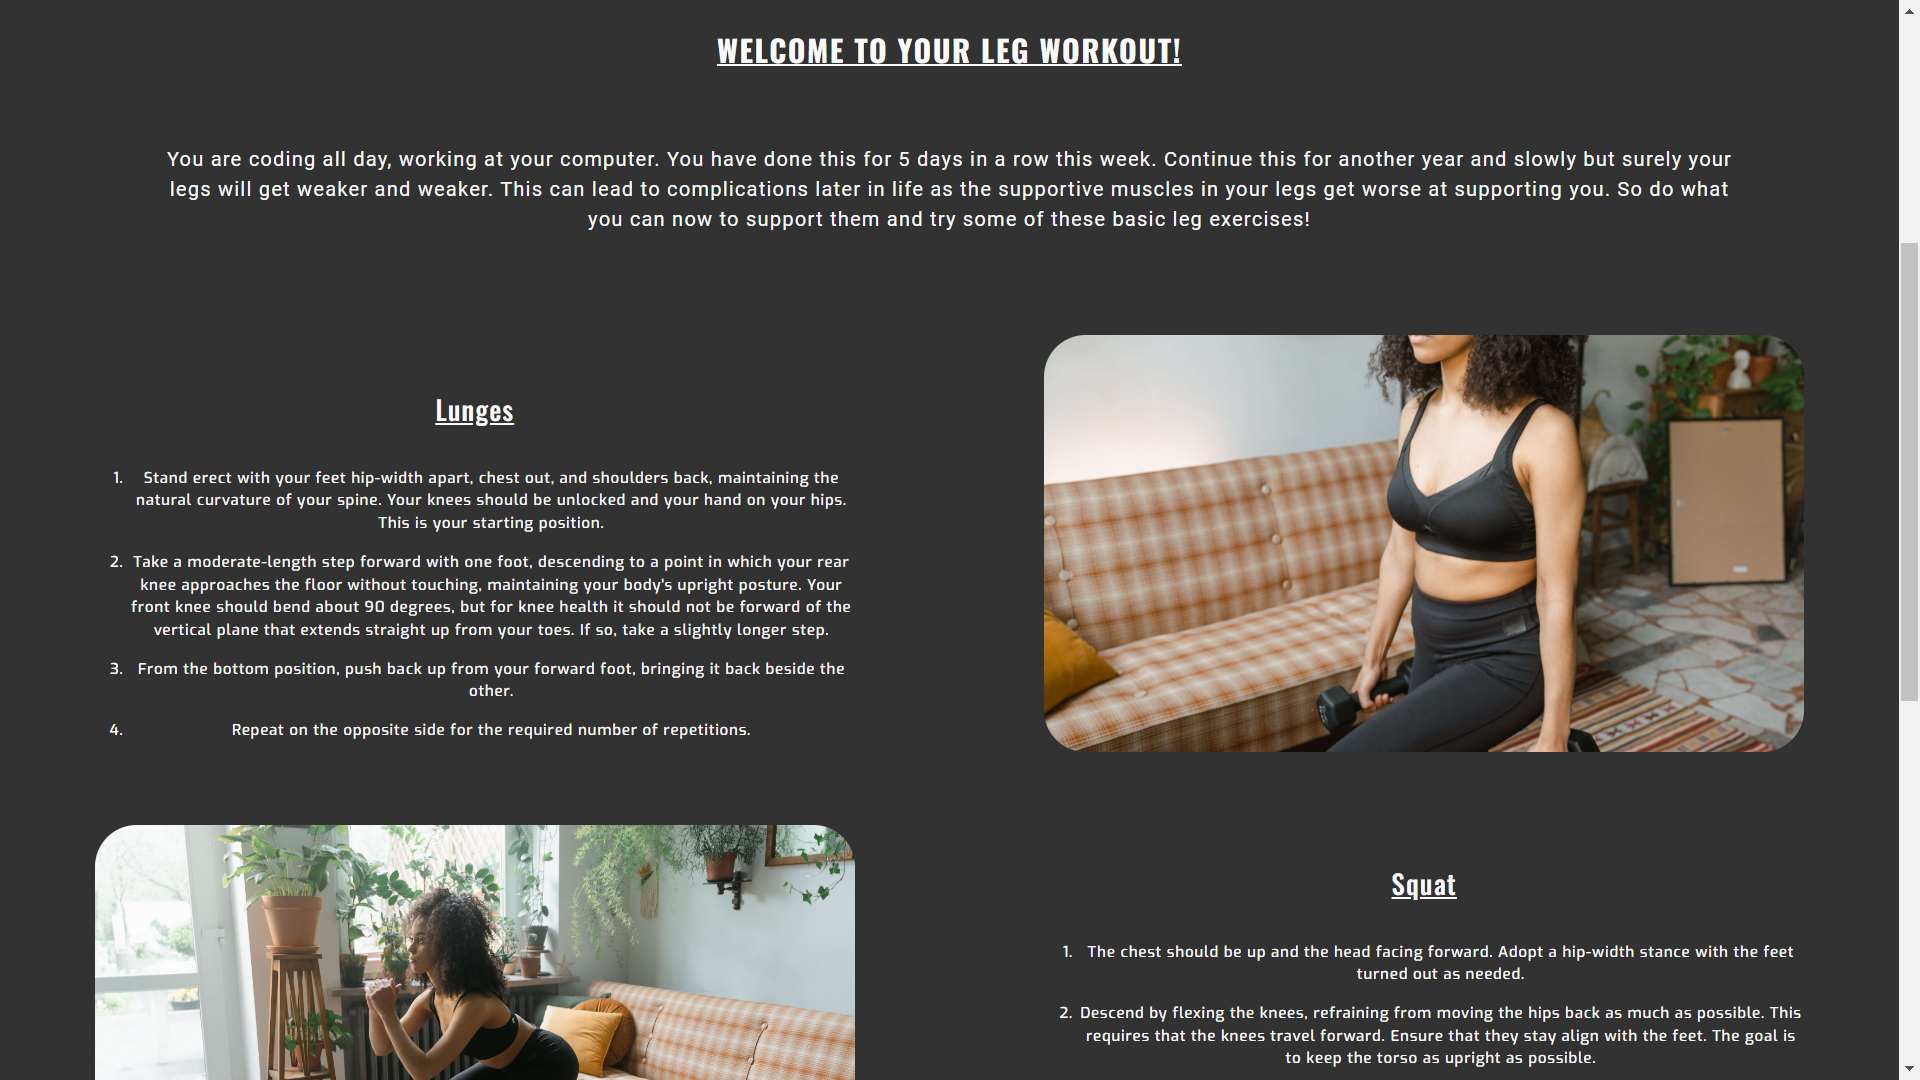 WELCOME TO YOUR LEG WORKOUT!
You are coding all day, working at your computer. You have done this for 5 days in a row this week. Continue this for another year and slowly but surely your
legs will get weaker and weaker. This can lead to complications later in life as the supportive muscles in your legs get worse at supporting you. So do what
you can now to support them and try some of these basic leg exercises!
Lunges
1. Stand erect with your feet hip-width apart, chest out, and shoulders back, maintaining the
natural curvature of your spine. Your knees should be unlocked and your hand on your hips.
This is your starting position.
2. Take a moderate-length step forward with one foot, descending to a point in which your rear
knee approaches the floor without touching, maintaining your body's upright posture. Your
front knee should bend about 90 degrees, but for knee health it should not be forward of the
vertical plane that extends straight up from your toes. If so, take a slightly longer step.
3. From the bottom position, push back up from your forward foot, bringing it back beside the
other.
4. Repeat on the opposite side for the required number of repetitions.
Squat
1. The chest should be up and the head facing forward. Adopt a hip-width stance with the feet
turned out as needed.
2. Descend by flexing the knees, refraining from moving the hips back as much as possible. This
requires that the knees travel forward. Ensure that they stay align with the feet. The goal is
to keep the torso as upright as possible.